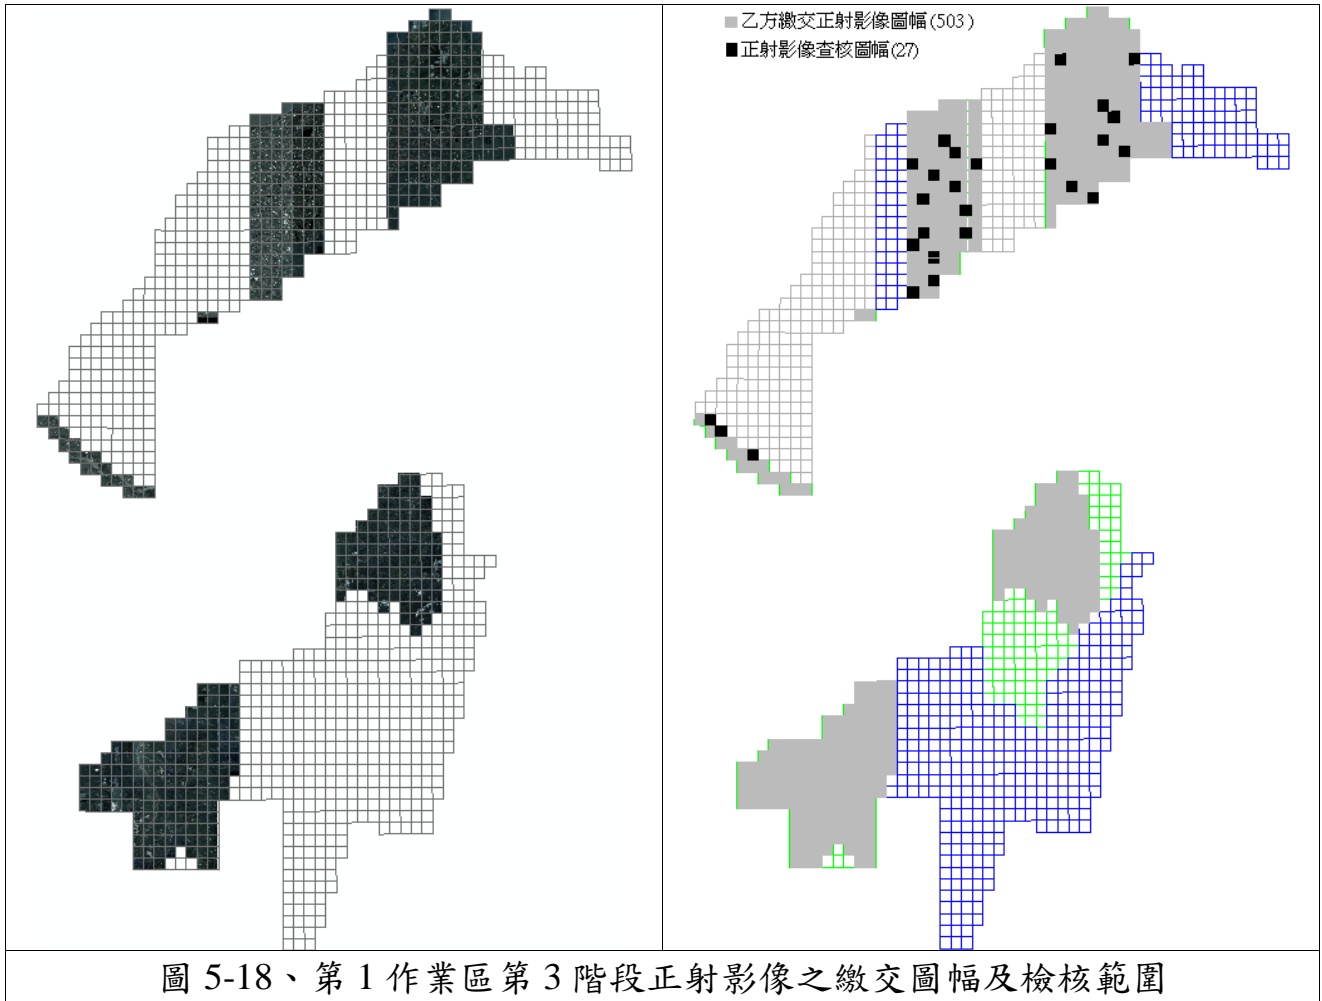 乙方繳交正射影像圖幅(503)
正射影像查核圖幅(27)
圖 5-18、第 1 作業區第 3 階段正射影像之繳交圖幅及檢核範圍